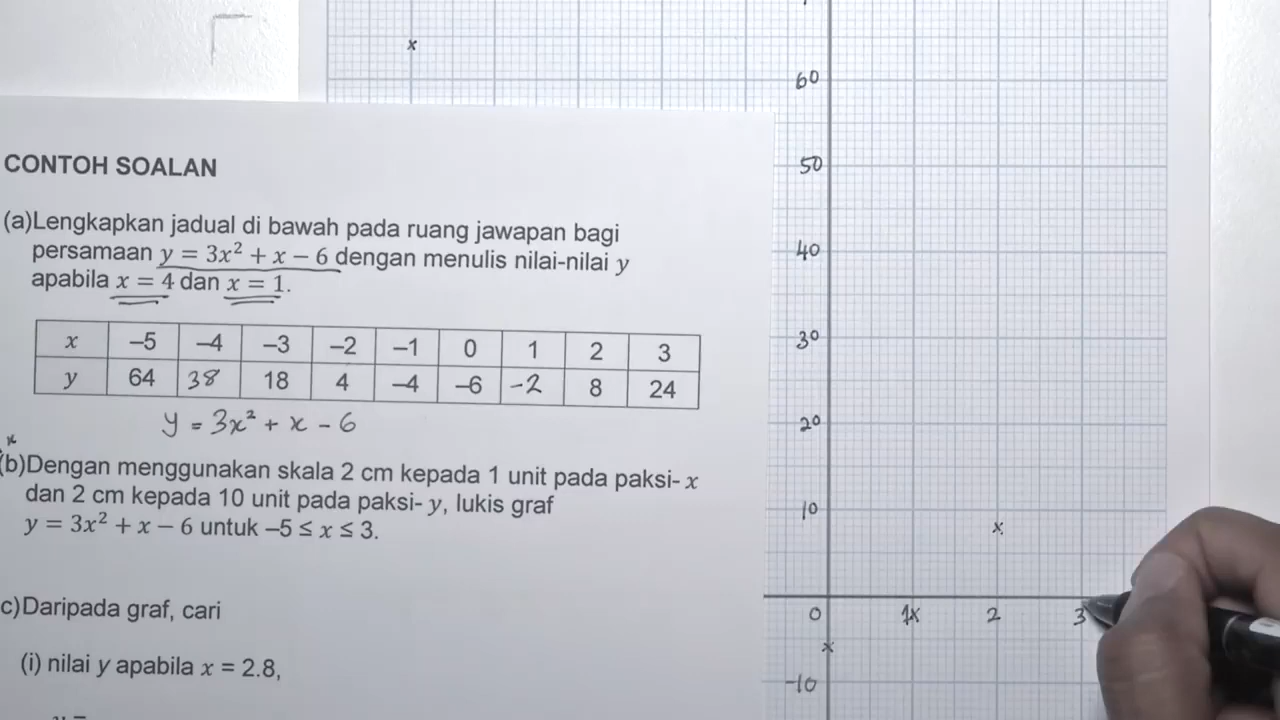 CONTOH SOALAN
(a)Lengkapkan jadual di bawah pada ruang jawapan bagi
persamaan y = 3x² + x − 6 dengan menulis nilai-nilai y
apabila x = 4 dan x = 1.
x −5 −4 −3 −2 −1 0 1 2 3
y 64 38 18 4 −4 −6 -2 8 24
y = 3x² + x - 6
(b)Dengan menggunakan skala 2 cm kepada 1 unit pada paksi- x
dan 2 cm kepada 10 unit pada paksi- y, lukis graf
y = 3x² + x − 6 untuk −5 ≤ x ≤ 3.
c)Daripada graf, cari
(i) nilai y apabila x = 2.8,
60
50
40
30
20
10
0 1 2 3
-10